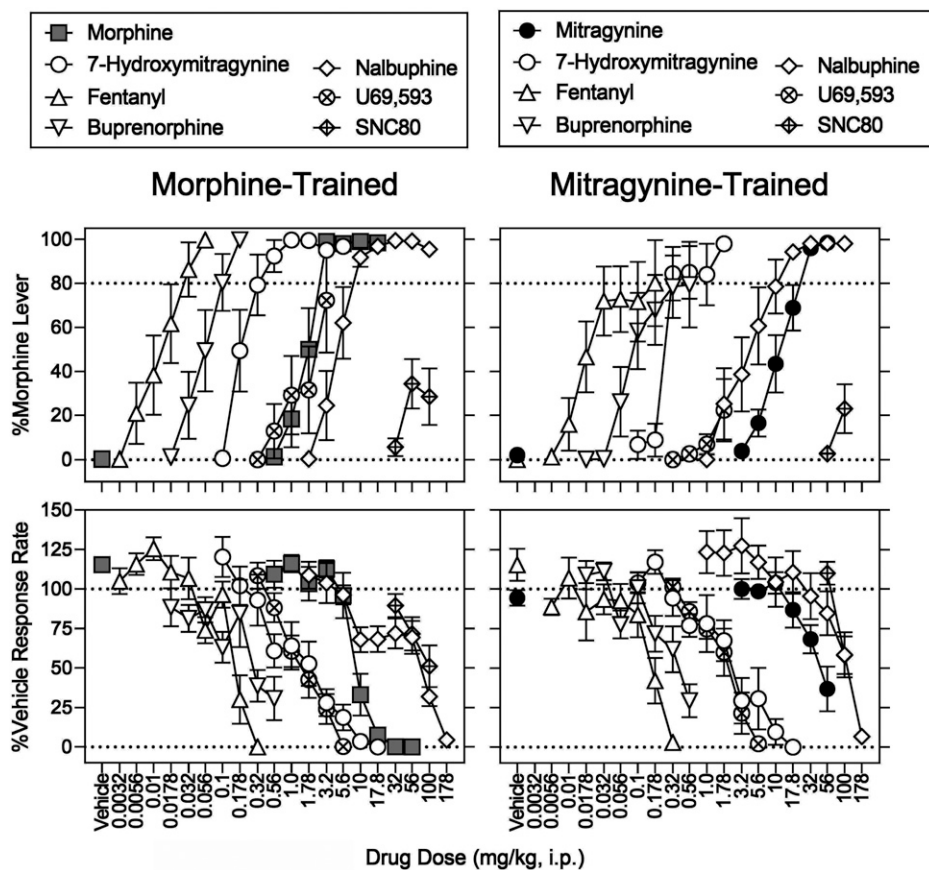 Morphine
7-Hydroxymitragynine
Fentanyl
Buprenorphine
Nalbuphine
U69,593
SNC80
Mitragynine
7-Hydroxymitragynine
Fentanyl
Buprenorphine
Nalbuphine
U69,593
SNC80
Morphine-Trained
Mitragynine-Trained
%Morphine Lever
100
80
60
40
20
0
%Vehicle Response Rate
150
125
100
75
50
25
0
Vehicle
0.0032
0.0056
0.01
0.0178
0.032
0.056
0.1
0.178
0.32
0.56
1.0
1.78
3.2
5.6
10
17.8
32
56
100
178
Vehicle
0.0032
0.0056
0.01
0.0178
0.032
0.056
0.1
0.178
0.32
0.56
1.0
1.78
3.2
5.6
10
17.8
32
56
100
178
Drug Dose (mg/kg, i.p.)